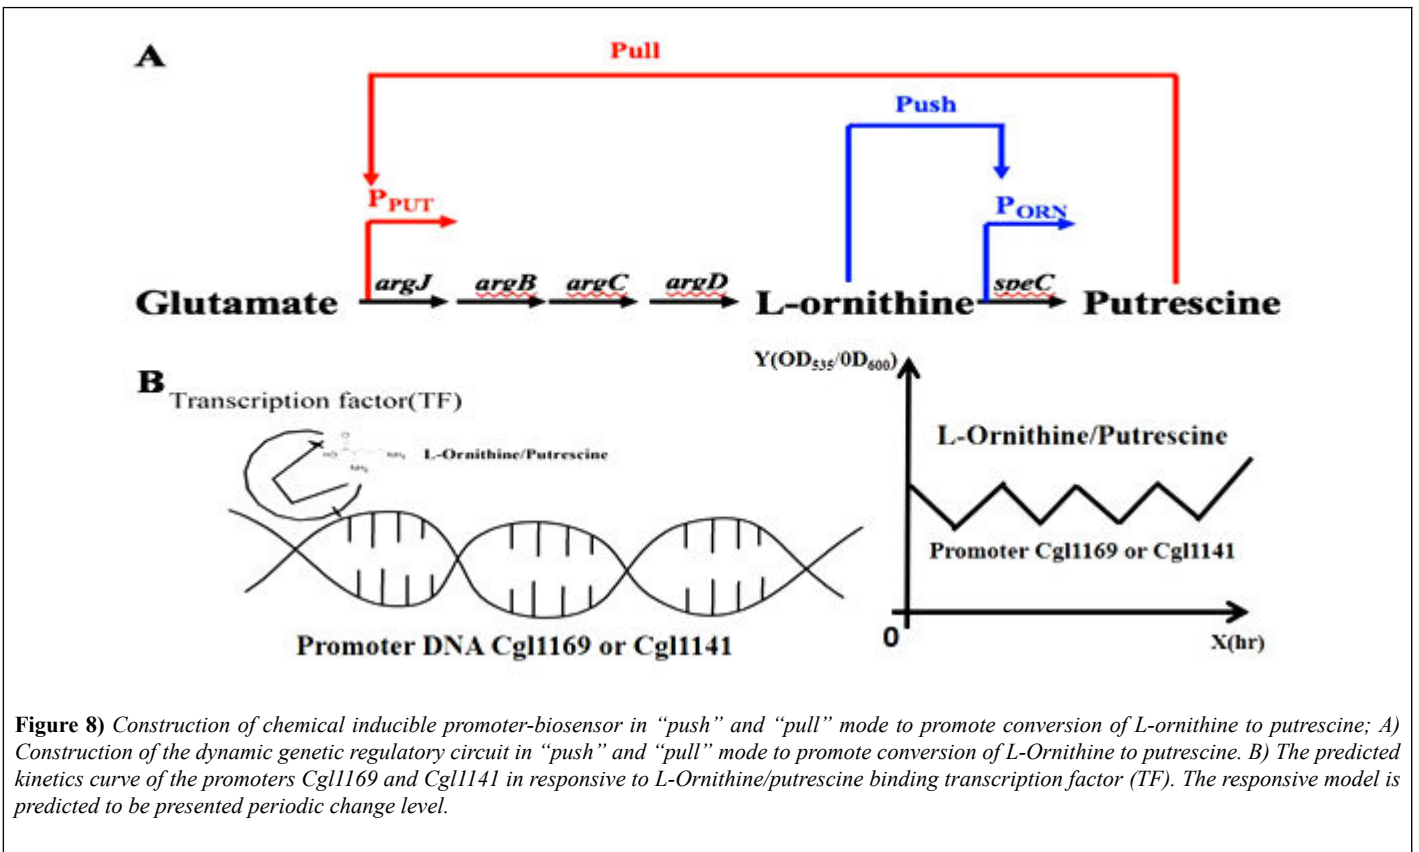 A
Pull
Push
P_PUT
P_ORN
argJ argB argC argD speC
Glutamate L-ornithine Putrescine
Y(OD535/0D600)
B
Transcription factor(TF)
L-Ornithine/Putrescine
L-Ornithine/Putrescine
HO
O
NH2
NH2
Promoter Cgl1169 or Cgl1141
Promoter DNA Cgl1169 or Cgl1141
0
X(hr)
Figure 8) Construction of chemical inducible promoter-biosensor in “push” and “pull” mode to promote conversion of L-ornithine to putrescine; A)
Construction of the dynamic genetic regulatory circuit in “push” and “pull” mode to promote conversion of L-Ornithine to putrescine. B) The predicted
kinetics curve of the promoters Cgl1169 and Cgl1141 in responsive to L-Ornithine/putrescine binding transcription factor (TF). The responsive model is
predicted to be presented periodic change level.